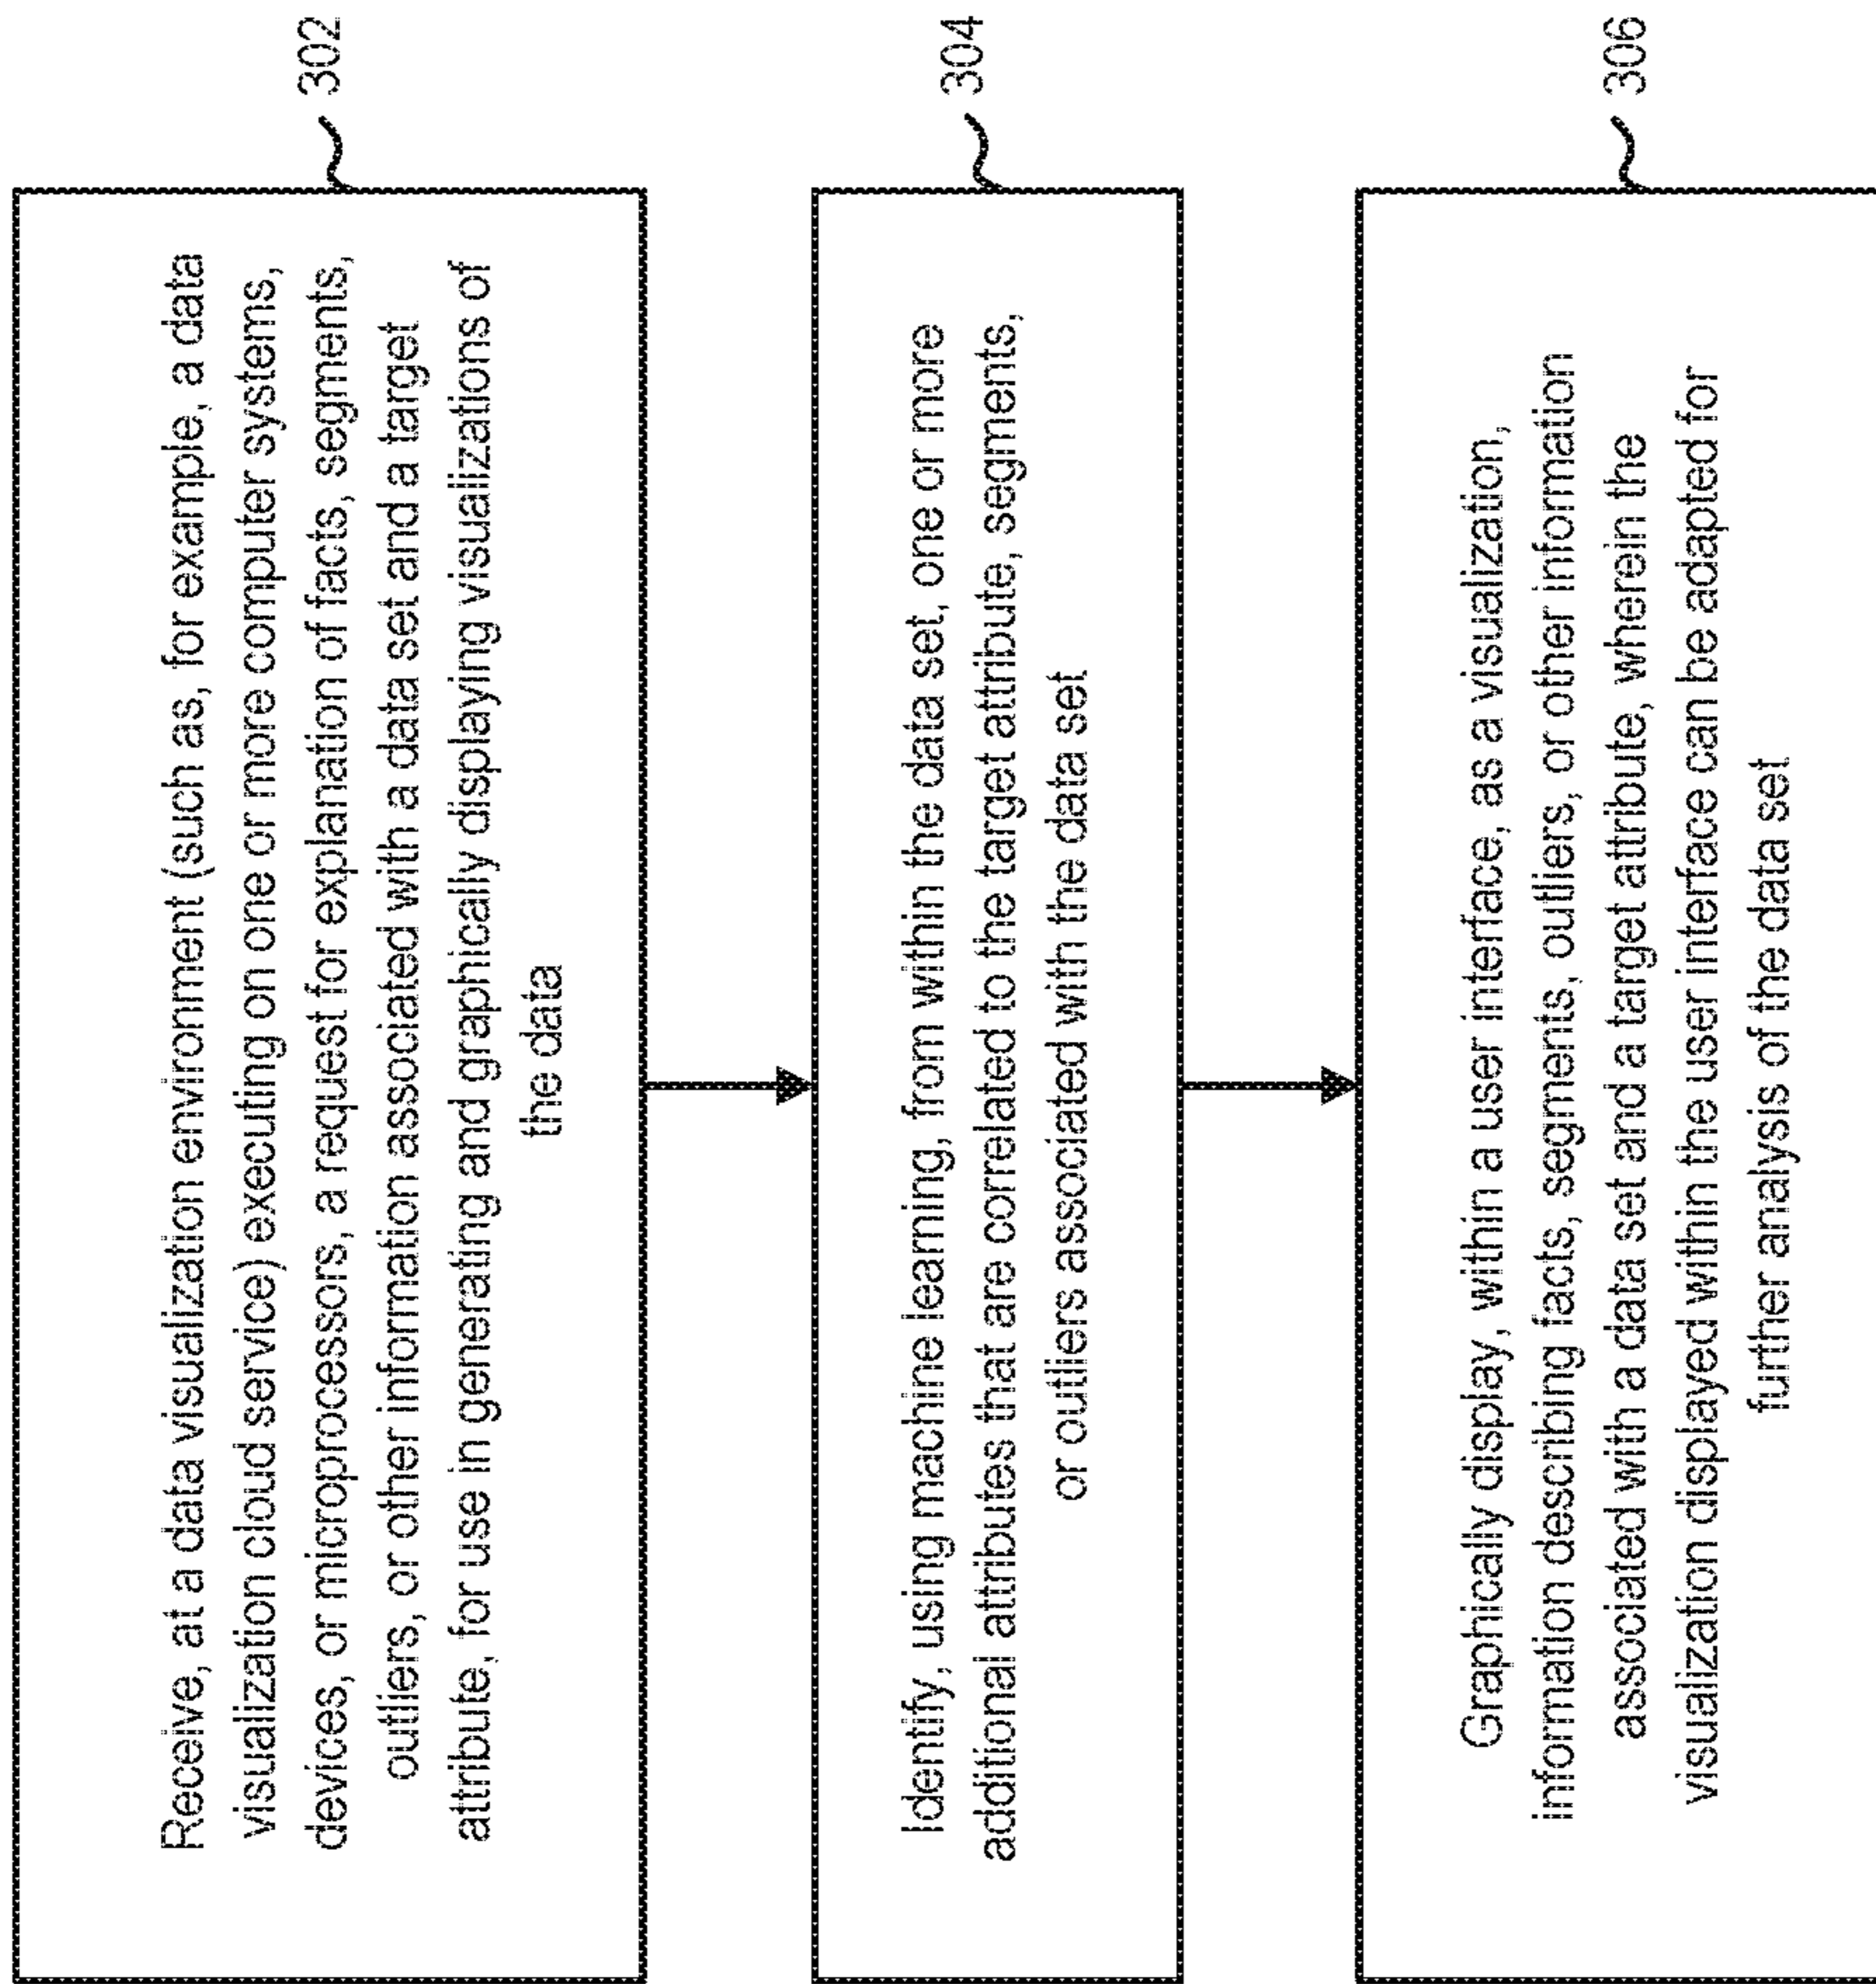 Receive, at a data visualization environment (such as, for example, a data
visualization cloud service) executing on one or more computer systems,
devices, or microprocessors, a request for explanation of facts, segments,
outliers, or other information associated with a data set and a target
attribute, for use in generating and graphically displaying visualizations of
the data
302
Identify, using machine learning, from within the data set, one or more
additional attributes that are correlated to the target attribute, segments,
or outliers associated with the data set
304
Graphically display, within a user interface, as a visualization,
information describing facts, segments, outliers, or other information
associated with a data set and a target attribute, wherein the
visualization displayed within the user interface can be adapted for
further analysis of the data set
306